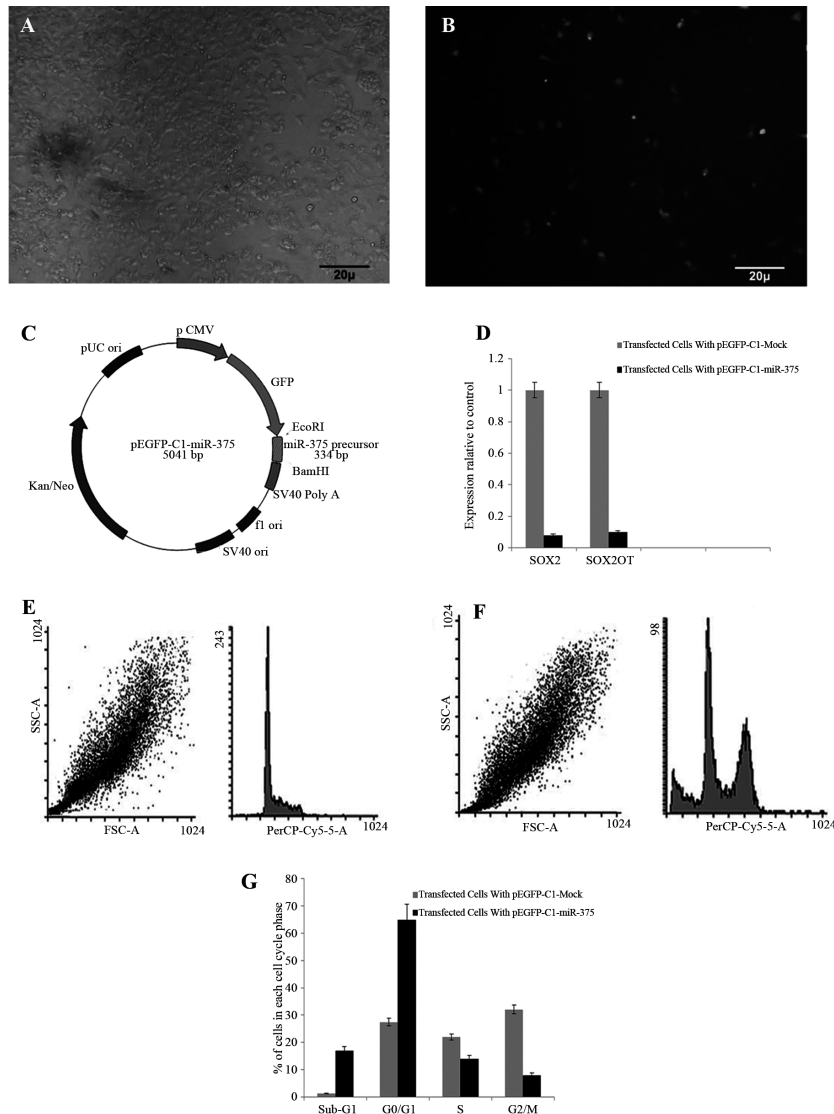 A
20μ
B
20μ
C
p CMV
pUC ori
GFP
EcoRI
pEGFP-C1-miR-375
5041 bp
miR-375 precursor
334 bp
BamHI
Kan/Neo
SV40 Poly A
f1 ori
SV40 ori
D
Transfected Cells With pEGFP-C1-Mock
Transfected Cells With pEGFP-C1-miR-375
Expression ralative to control
1.2
1
0.8
0.6
0.4
0.2
0
SOX2
SOX2OT
E
1024
SSC-A
FSC-A
1024
243
PerCP-Cy5-5-A
1024
F
1024
SSC-A
FSC-A
1024
98
PerCP-Cy5-5-A
1024
G
Transfected Cells With pEGFP-C1-Mock
Transfected Cells With pEGFP-C1-miR-375
% of cells in each cell cycle phase
80
70
60
50
40
30
20
10
0
Sub-G1
G0/G1
S
G2/M